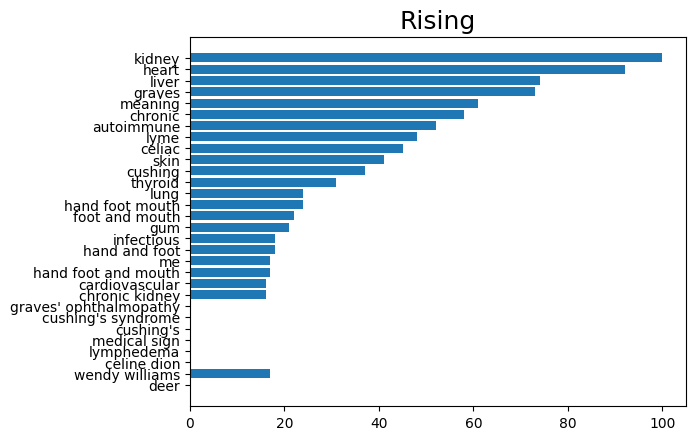 Rising
kidney
heart
liver
graves
meaning
chronic
autoimmune
lyme
celiac
skin
cushing
thyroid
lung
hand foot mouth
foot and mouth
gum
infectious
hand and foot
me
hand foot and mouth
cardiovascular
chronic kidney
graves' ophthalmopathy
cushing's syndrome
cushing's
medical sign
lymphedema
céline dion
wendy williams
deer
0 20 40 60 80 100